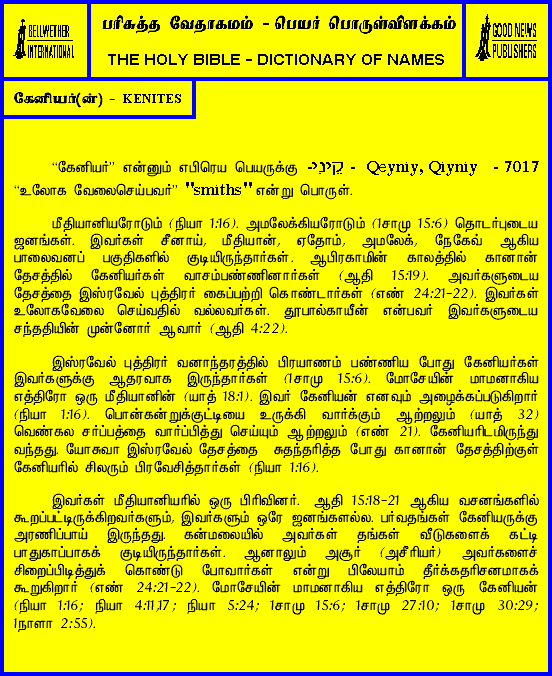 BELLWETHER
INTERNATIONAL
பரிசுத்த வேதாகமம் - பெயர் பொருள்விளக்கம்
THE HOLY BIBLE - DICTIONARY OF NAMES
GOOD NEWS
PUBLISHERS
கேனியர்(ன்) - KENITES
“கேனியர்” என்னும் எபிரெய பெயருக்கு -קֵינִי - Qeyniy, Qiyniy - 7017
“உலோக வேலைசெய்பவர்” "smiths" என்று பொருள்.
மீதியானியரோடும் (நியா 1:16). அமலேக்கியரோடும் (1சாமு 15:6) தொடர்புடைய
ஜனங்கள். இவர்கள் சீனாய், மீதியான், ஏதோம், அமலேக், நேகேவ் ஆகிய
பாலைவனப் பகுதிகளில் குடியிருந்தார்கள். ஆபிரகாமின் காலத்தில் கானான்
தேசத்தில் கேனியர்கள் வாசம்பண்ணினார்கள் (ஆதி 15:19). அவர்களுடைய
தேசத்தை இஸ்ரவேல் புத்திரர் கைப்பற்றி கொண்டார்கள் (எண் 24:21-22). இவர்கள்
உலோகவேலை செய்வதில் வல்லவர்கள். தூபால்காயீன் என்பவர் இவர்களுடைய
சந்ததியின் முன்னோர் ஆவார் (ஆதி 4:22).
இஸ்ரவேல் புத்திரர் வனாந்தரத்தில் பிரயாணம் பண்ணிய போது கேனியர்கள்
இவர்களுக்கு ஆதரவாக இருந்தார்கள் (1சாமு 15:6). மோசேயின் மாமனாகிய
எத்திரோ ஒரு மீதியானின் (யாத் 18:1). இவர் கேனியன் எனவும் அழைக்கப்படுகிறார்
(நியா 1:16). பொன்கன்றுக்குட்டியை உருக்கி வார்க்கும் ஆற்றலும் (யாத் 32)
வெண்கல சர்ப்பத்தை வார்ப்பித்து செய்யும் ஆற்றலும் (எண் 21). கேனியரிடமிருந்து
வந்தது. யோசுவா இஸ்ரவேல் தேசத்தை சுதந்தரித்த போது கானான் தேசத்திற்குள்
கேனியரில் சிலரும் பிரவேசித்தார்கள் (நியா 1:16).
இவர்கள் மீதியானியரில் ஒரு பிரிவினர். ஆதி 15:18-21 ஆகிய வசனங்களில்
கூறப்பட்டிருக்கிறவர்களும், இவர்களும் ஒரே ஜனங்களல்ல. பர்வதங்கள் கேனியருக்கு
அரணிப்பாய் இருந்தது. கன்மலையில் அவர்கள் தங்கள் வீடுகளைக் கட்டி
பாதுகாப்பாகக் குடியிருந்தார்கள். ஆனாலும் அசூர் (அசீரியர்) அவர்களைச்
சிறைப்பிடித்துக் கொண்டு போவார்கள் என்று பிலேயாம் தீர்க்கதரிசனமாகக்
கூறுகிறார் (எண் 24:21-22). மோசேயின் மாமனாகிய எத்திரோ ஒரு கேனியன்
(நியா 1:16; நியா 4:11,17; நியா 5:24; 1சாமு 15:6; 1சாமு 27:10; 1சாமு 30:29;
1நாளா 2:55).